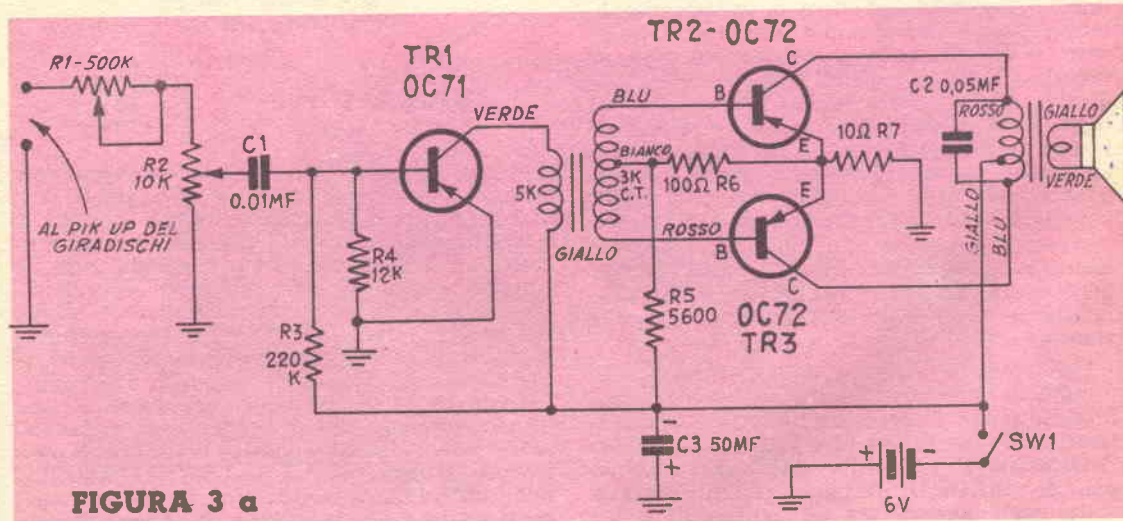 R1-500K
R2
10K
AL PIK UP DEL
GIRADISCHI
C1
0.01MF
TR1
OC71
VERDE
R4
12K
R3
220
K
5K
GIALLO
BLU
BIANCO
3K
C.T.
ROSSO
TR2-OC72
B
C
E
100Ω R6
10Ω R7
E
B
C
OC72
TR3
R5
5600
C2 0,05MF
ROSSO
GIALLO
VERDE
GIALLO
BLU
-
C3 50MF
+
+
-
6V
SW1
FIGURA 3 a